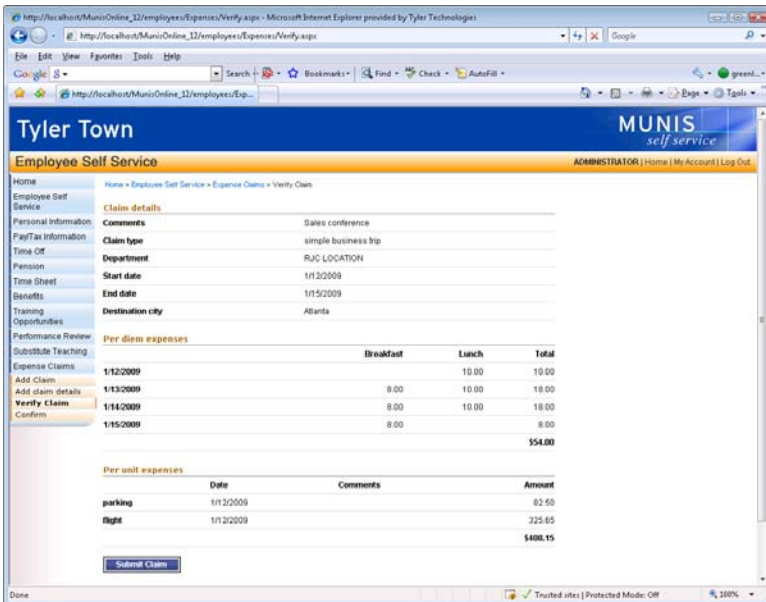 http://localhost/MunisOnline_12/employees/Expenses/Verify.aspx - Microsoft Internet Explorer provided by Tyler Technologies
http://localhost/MunisOnline_12/employees/Expenses/Verify.aspx
Google
File Edit View Favorites Tools Help
Google
Search
Bookmarks
Find
Check
AutoFill
greenl...
http://localhost/MunisOnline_12/employees/Exp...
Page
Tools
Tyler Town
MUNIS
self service
Employee Self Service
ADMINISTRATOR | Home | My Account | Log Out
Home
Employee Self
Service
Personal Information
Pay/Tax Information
Time Off
Pension
Time Sheet
Benefits
Training
Opportunities
Performance Review
Substitute Teaching
Expense Claims
Add Claim
Add claim details
Verify Claim
Confirm
Home » Employee Self Service » Expense Claims » Verify Claim
Claim details
Comments Sales conference
Claim type simple business trip
Department RJC LOCATION
Start date 1/12/2009
End date 1/15/2009
Destination city Atlanta
Per diem expenses
Breakfast Lunch Total
1/12/2009 10.00 10.00
1/13/2009 8.00 10.00 18.00
1/14/2009 8.00 10.00 18.00
1/15/2009 8.00 8.00
$54.00
Per unit expenses
Date Comments Amount
parking 1/12/2009 82.50
flight 1/12/2009 325.65
$408.15
Submit Claim
Done
Trusted sites | Protected Mode: Off
100%